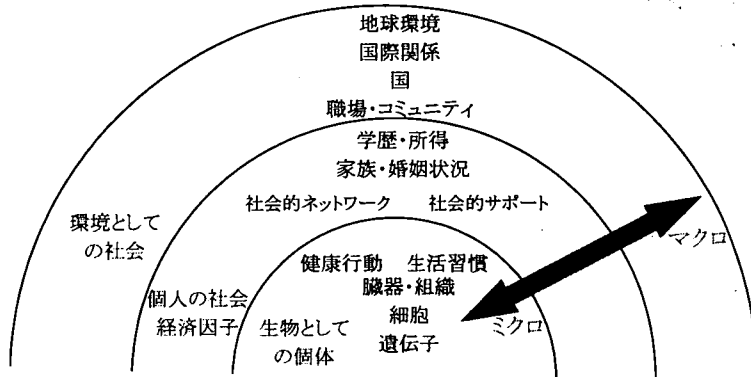 地球環境
国際関係
国
職場・コミュニティ
学歴・所得
家族・婚姻状況
社会的ネットワーク 社会的サポート
環境として
の社会
マクロ
健康行動 生活習慣
臓器・組織
個人の社会
経済因子
細胞
ミクロ
生物として
の個体
遺伝子